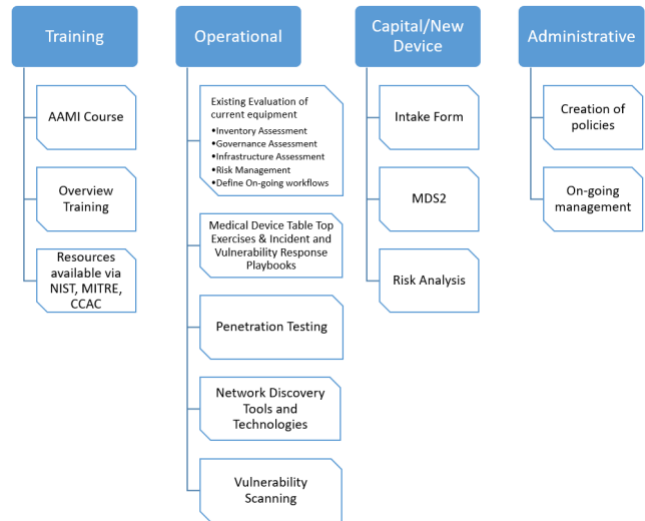 Training
AAMI Course
Overview
Training
Resources
available via
NIST, MITRE,
CCAC
Operational
Existing Evaluation of
current equipment
•Inventory Assessment
•Governance Assessment
•Infrastructure Assessment
•Risk Management
•Define On-going workflows
Medical Device Table Top
Exercises & Incident and
Vulnerability Response
Playbooks
Penetration Testing
Network Discovery
Tools and
Technologies
Vulnerability
Scanning
Capital/New
Device
Intake Form
MDS2
Risk Analysis
Administrative
Creation of
policies
On-going
management